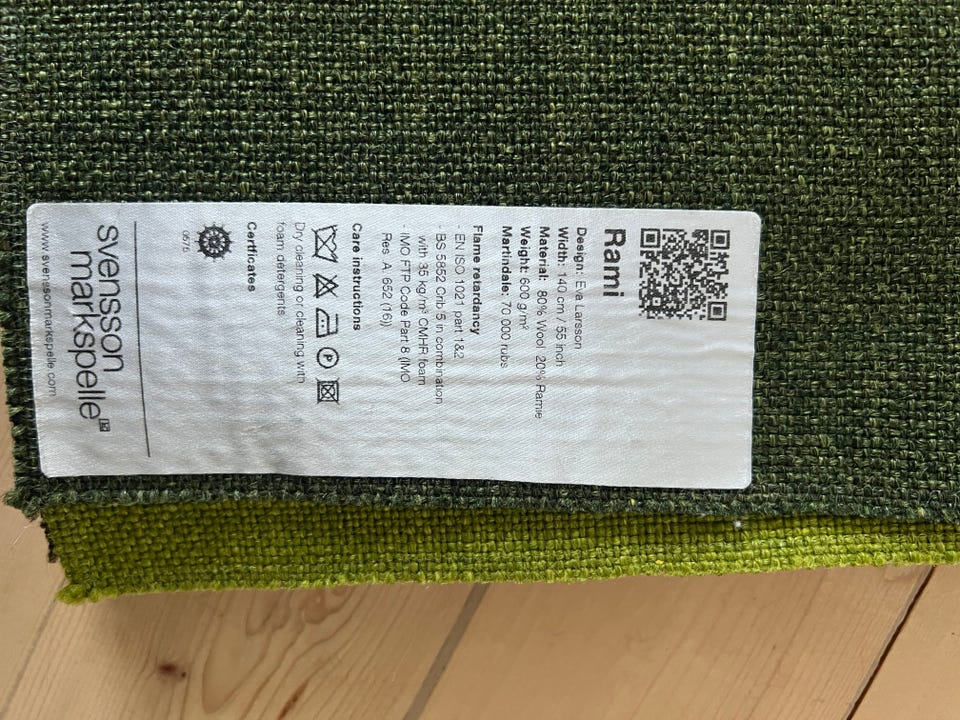 Rami
Design: Eva Larsson
Width: 140 cm / 55 inch
Material: 80% Wool 20% Ramie
Weight: 600 g/m²
Martindale: 70 000 rubs
Flame retardancy
- EN ISO 1021 part 1&2
- BS 5852 Crib 5 in combination
with 35 kg/m³ CMHR foam
- IMO FTP Code Part 8 (IMO
Res A 652 (16))
Care instructions
P
Dry cleaning or cleaning with
foam detergents.
Certificates
0575
svensson
markspelle
www.svenssonmarkspelle.com